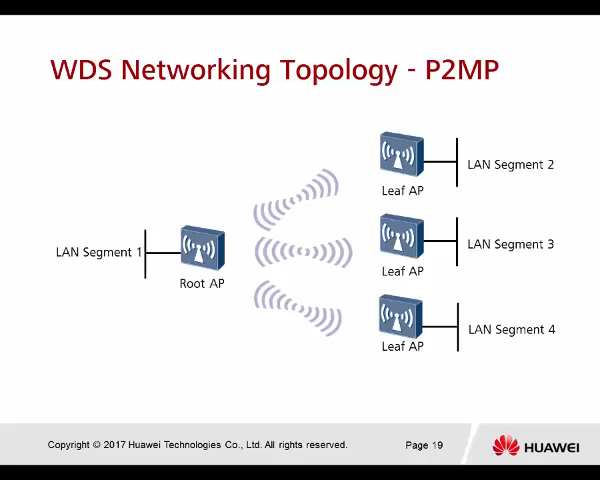 WDS Networking Topology - P2MP
LAN Segment 2
Leaf AP
LAN Segment 1
Root AP
LAN Segment 3
Leaf AP
LAN Segment 4
Leaf AP
Copyright © 2017 Huawei Technologies Co., Ltd. All rights reserved.
Page 19
HUAWEI